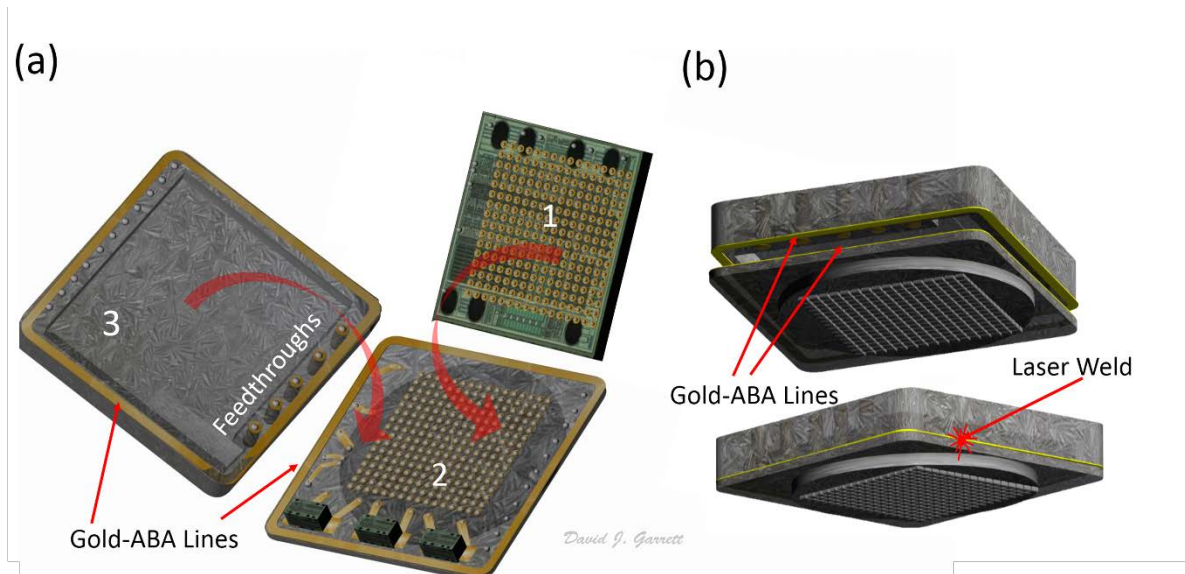 (a)
(b)
1
2
3
Feedthroughs
Gold-ABA Lines
Gold-ABA Lines
Laser Weld
David J. Garrett